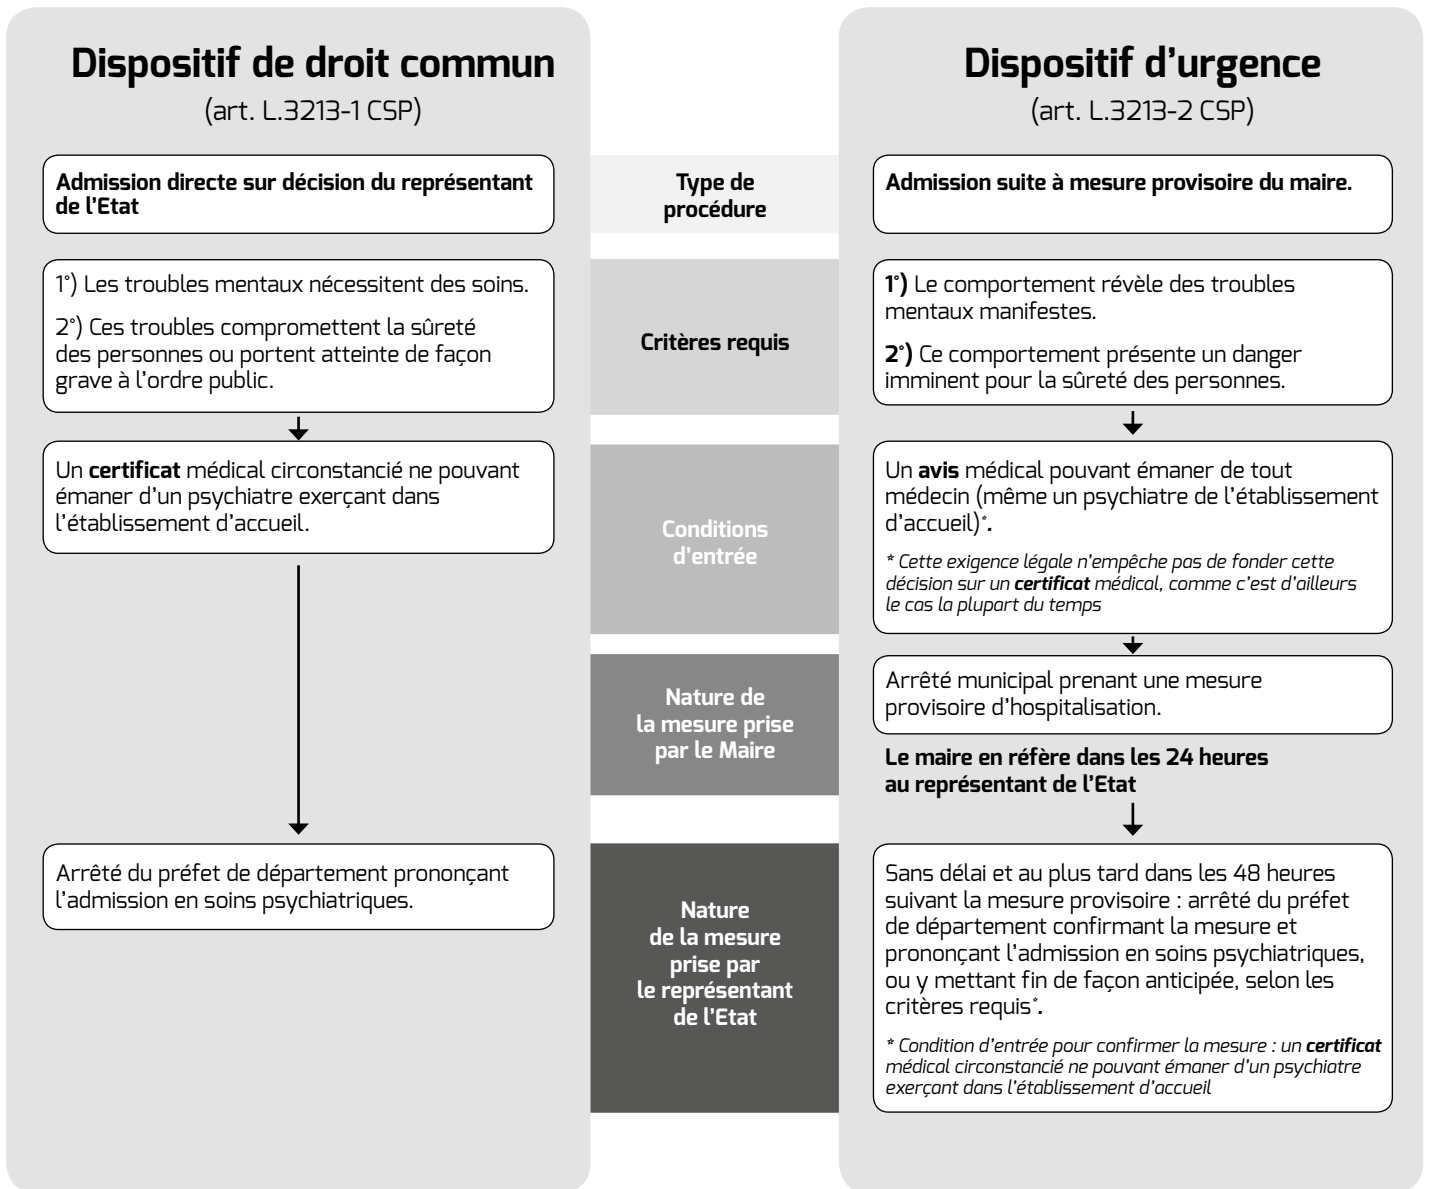 Dispositif de droit commun
(art. L.3213-1 CSP)
Dispositif d'urgence
(art. L.3213-2 CSP)
Admission directe sur décision du représentant
de l'Etat
Type de
procédure
Admission suite à mesure provisoire du maire.
1°) Les troubles mentaux nécessitent des soins.
2°) Ces troubles compromettent la sûreté
des personnes ou portent atteinte de façon
grave à l'ordre public.
Critères requis
1°) Le comportement révèle des troubles
mentaux manifestes.
2°) Ce comportement présente un danger
imminent pour la sûreté des personnes.
Un certificat médical circonstancié ne pouvant
émaner d'un psychiatre exerçant dans
l'établissement d'accueil.
Conditions
d'entrée
Un avis médical pouvant émaner de tout
médecin (même un psychiatre de l'établissement
d'accueil)*.
* Cette exigence légale n'empêche pas de fonder cette
décision sur un certificat médical, comme c'est d'ailleurs
le cas la plupart du temps
Nature de
la mesure prise
par le Maire
Arrêté municipal prenant une mesure
provisoire d'hospitalisation.
Le maire en réfère dans les 24 heures
au représentant de l'Etat
Arrêté du préfet de département prononçant
l'admission en soins psychiatriques.
Nature
de la mesure
prise par
le représentant
de l'Etat
Sans délai et au plus tard dans les 48 heures
suivant la mesure provisoire : arrêté du préfet
de département confirmant la mesure et
prononçant l'admission en soins psychiatriques,
ou y mettant fin de façon anticipée, selon les
critères requis*.
* Condition d'entrée pour confirmer la mesure : un certificat
médical circonstancié ne pouvant émaner d'un psychiatre
exerçant dans l'établissement d'accueil